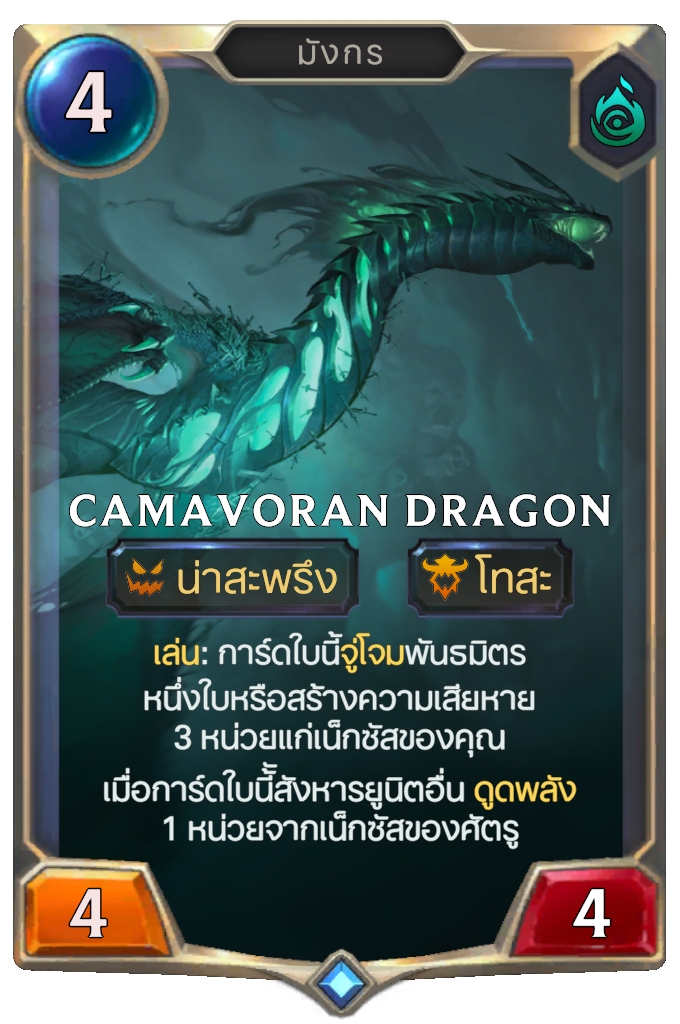 มังกร
4
CAMAVORAN DRAGON
น่าสะพรึง โทสะ
เล่น: การ์ดใบนี้จู่โจมพันธมิตร
หนึ่งใบหรือสร้างความเสียหาย
3 หน่วยแก่เน็กซัสของคุณ
เมื่อการ์ดใบนี้สังหารยูนิตอื่น ดูดพลัง
1 หน่วยจากเน็กซัสของศัตรู
4 4